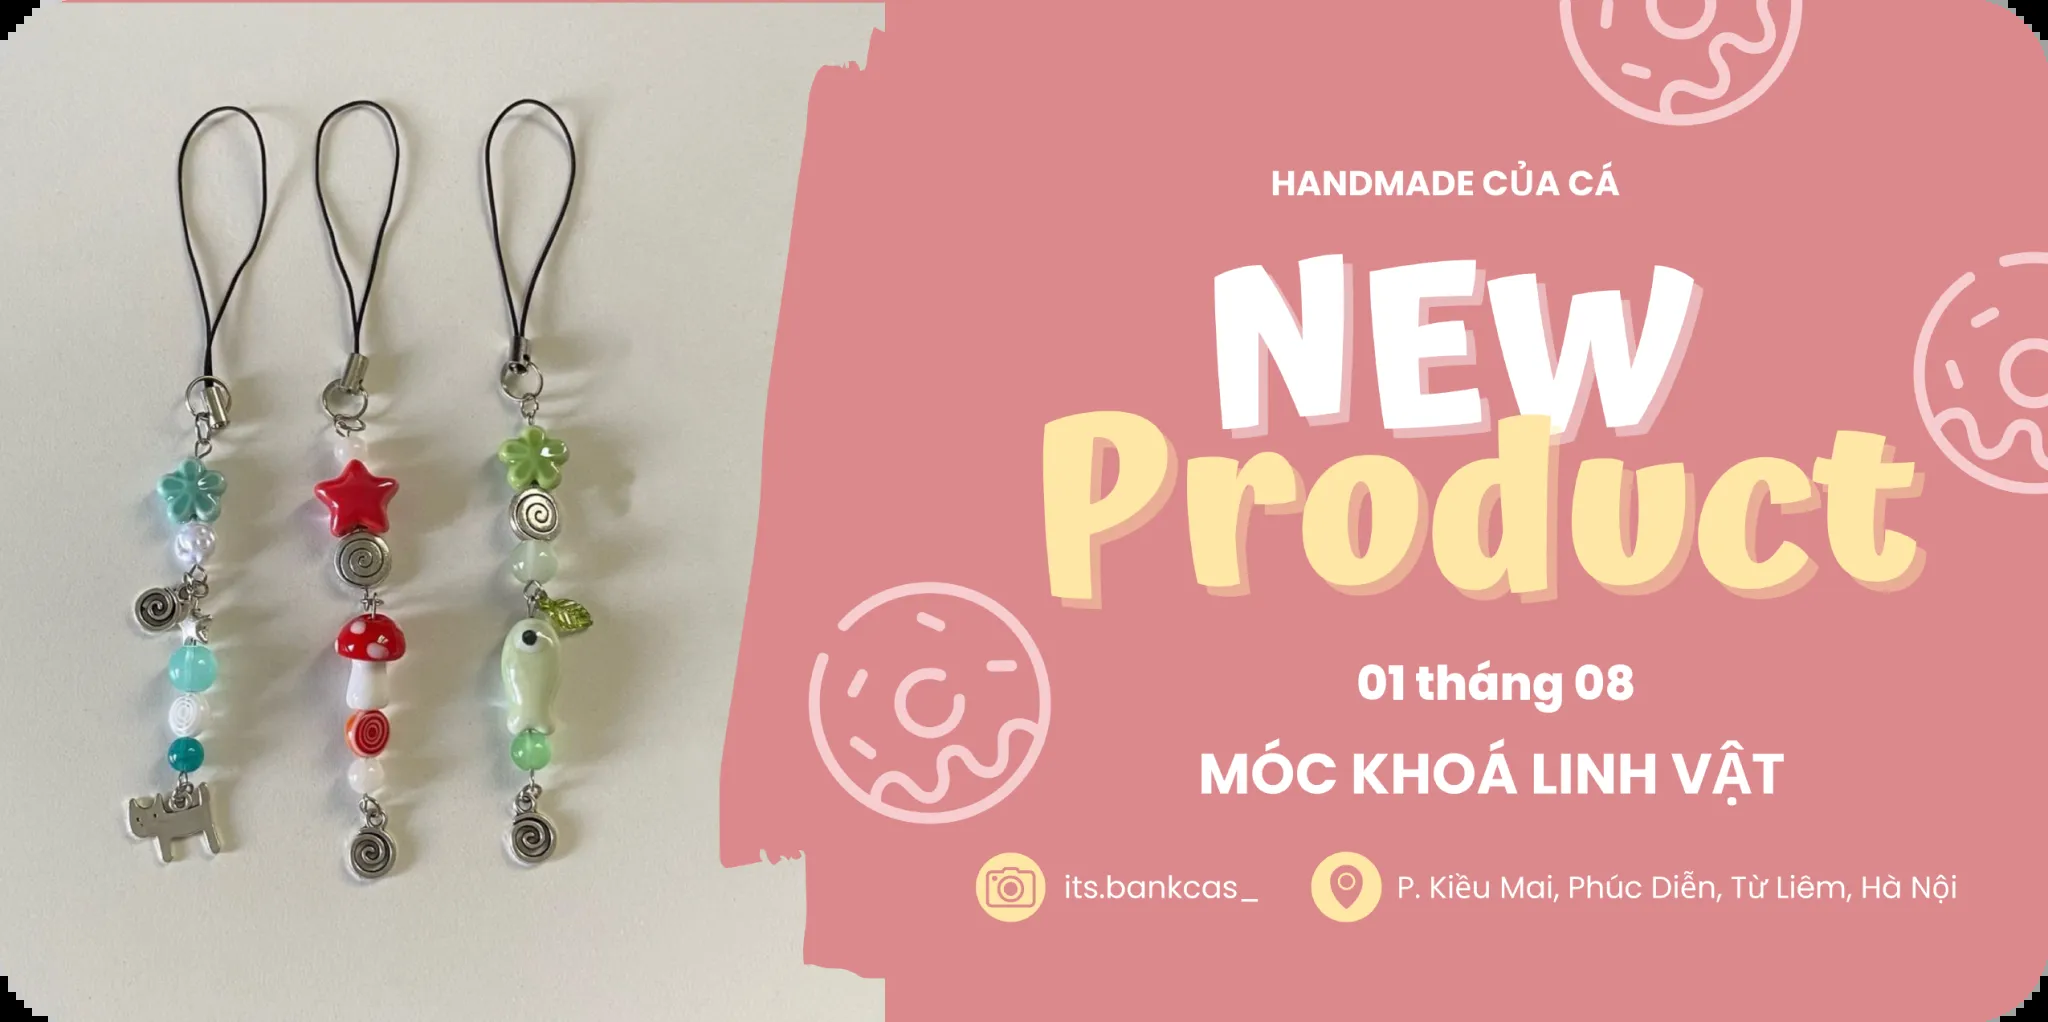 HANDMADE CỦA CÁ
NEW
Product
01 tháng 08
MÓC KHOÁ LINH VẬT
its.bankcas_
P. Kiều Mai, Phúc Diễn, Từ Liêm, Hà Nội